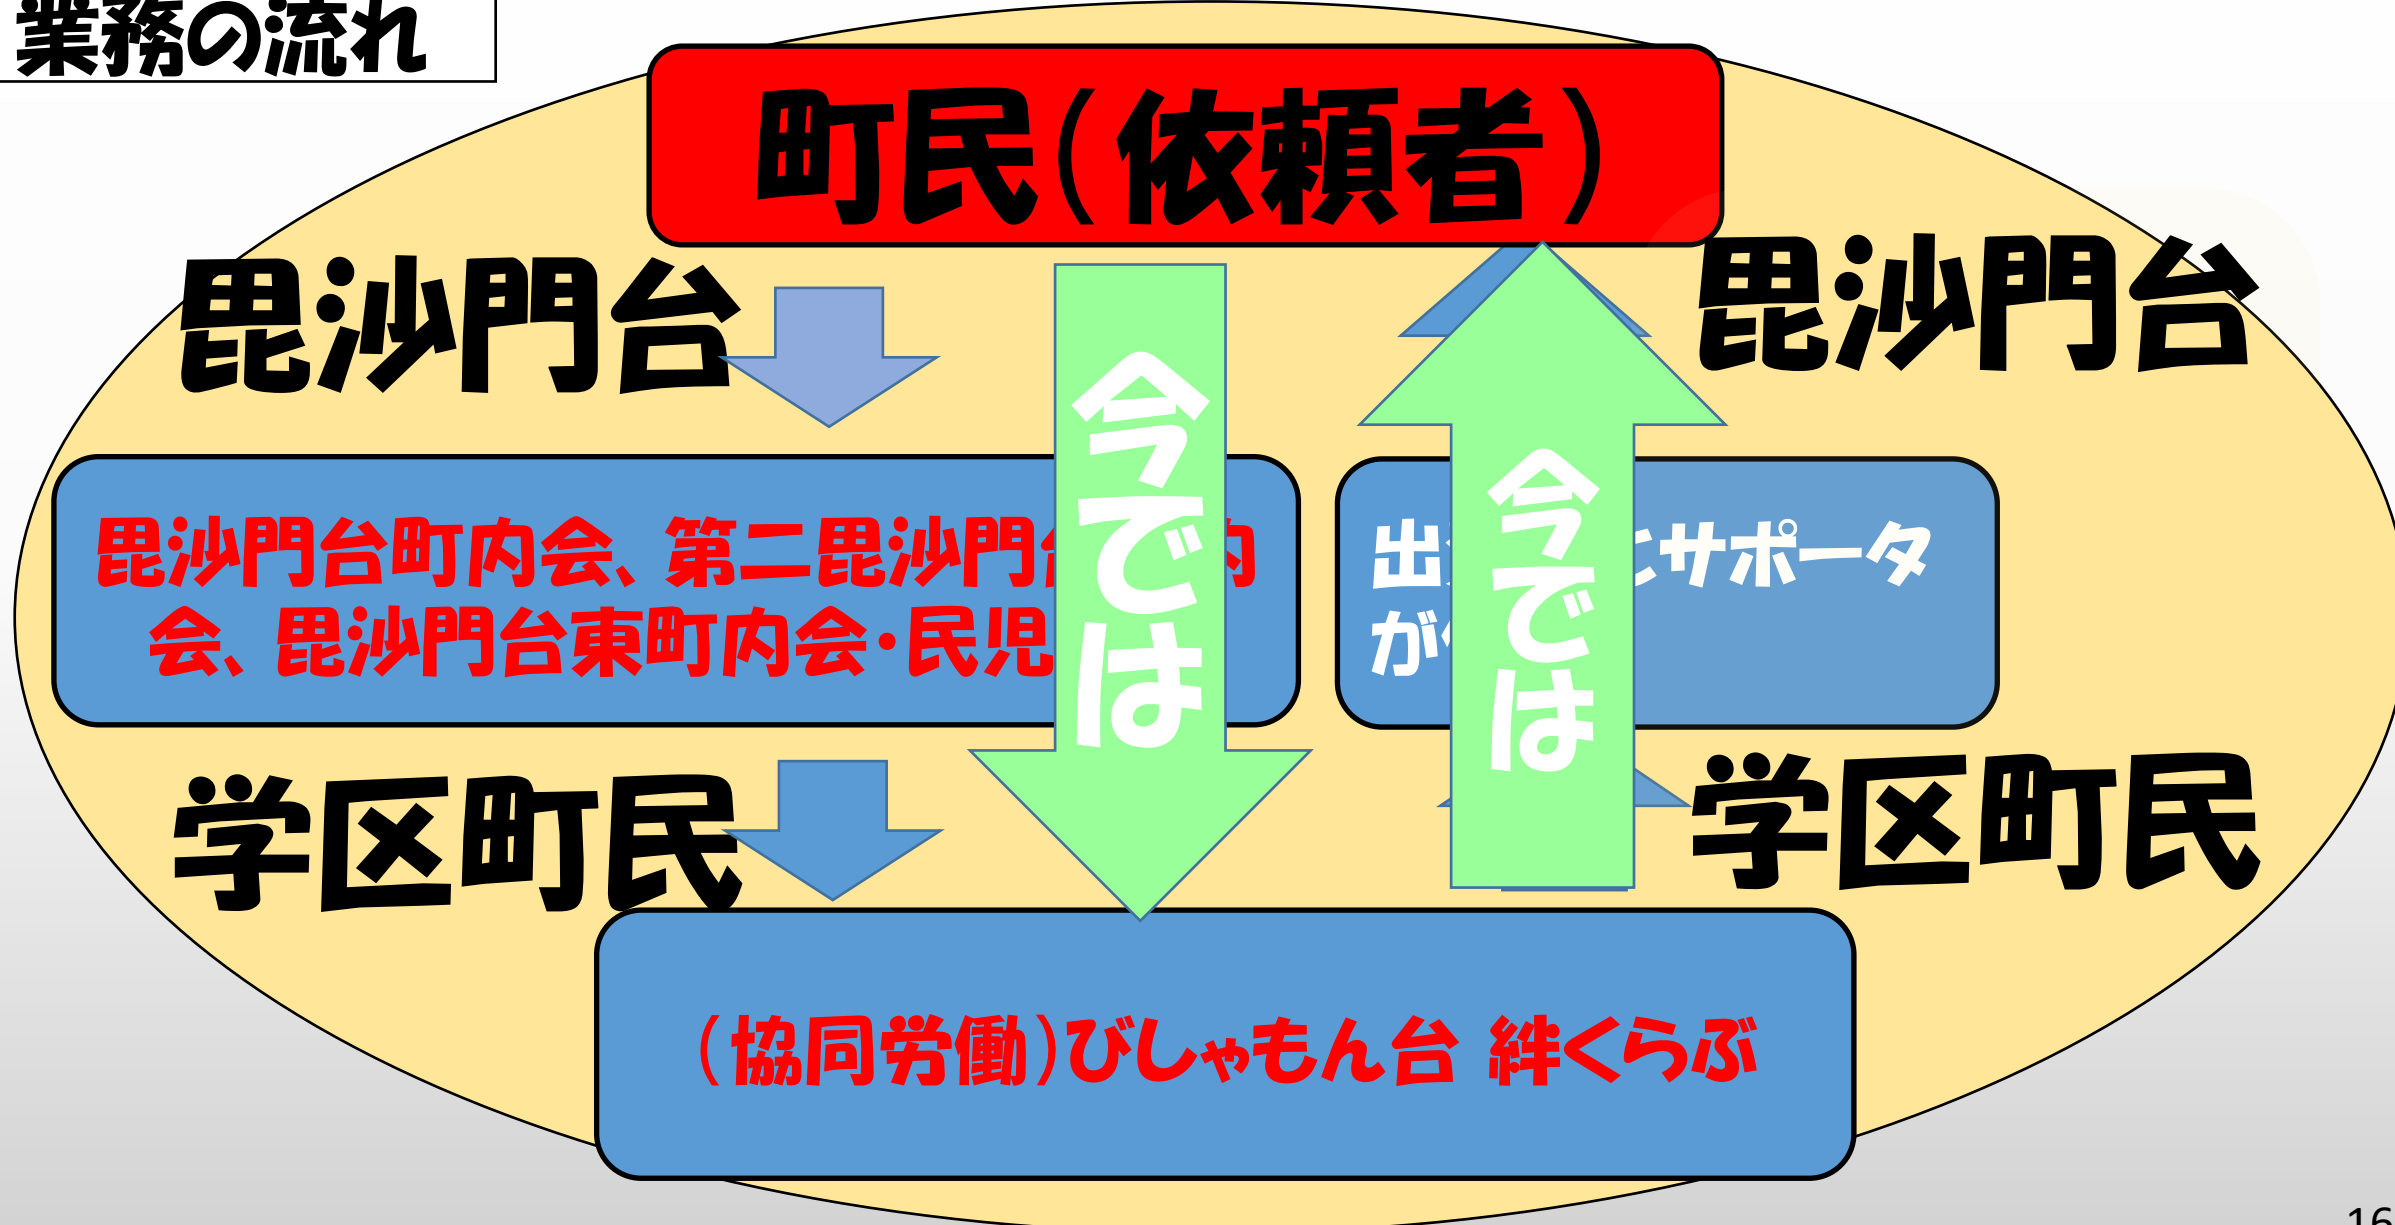 業務の流れ
町民(依頼者)
毘沙門台
毘沙門台
毘沙門台町内会、第二毘沙門台 内
会、毘沙門台東町内会・民児
今では
出 とサポータ
が
今では
学区町民
学区町民
(協同労働)びしゃもん台 絆くらぶ
16